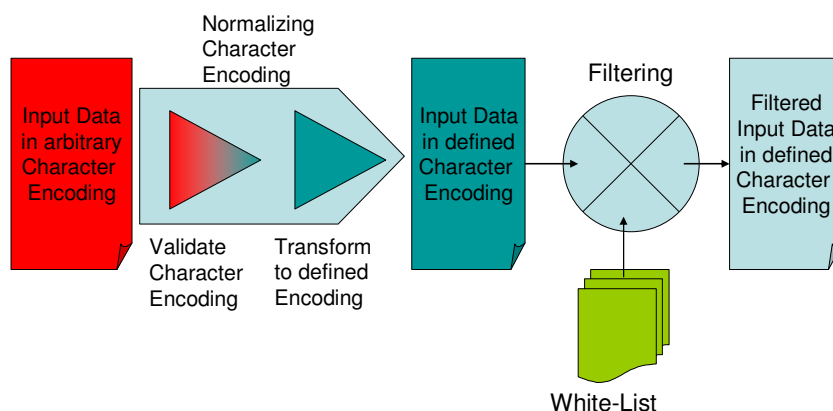 Normalizing
Character
Encoding
Input Data
in arbitrary
Character
Encoding
Validate
Character
Encoding
Transform
to defined
Encoding
Input Data
in defined
Character
Encoding
Filtering
White-List
Filtered
Input Data
in defined
Character
Encoding